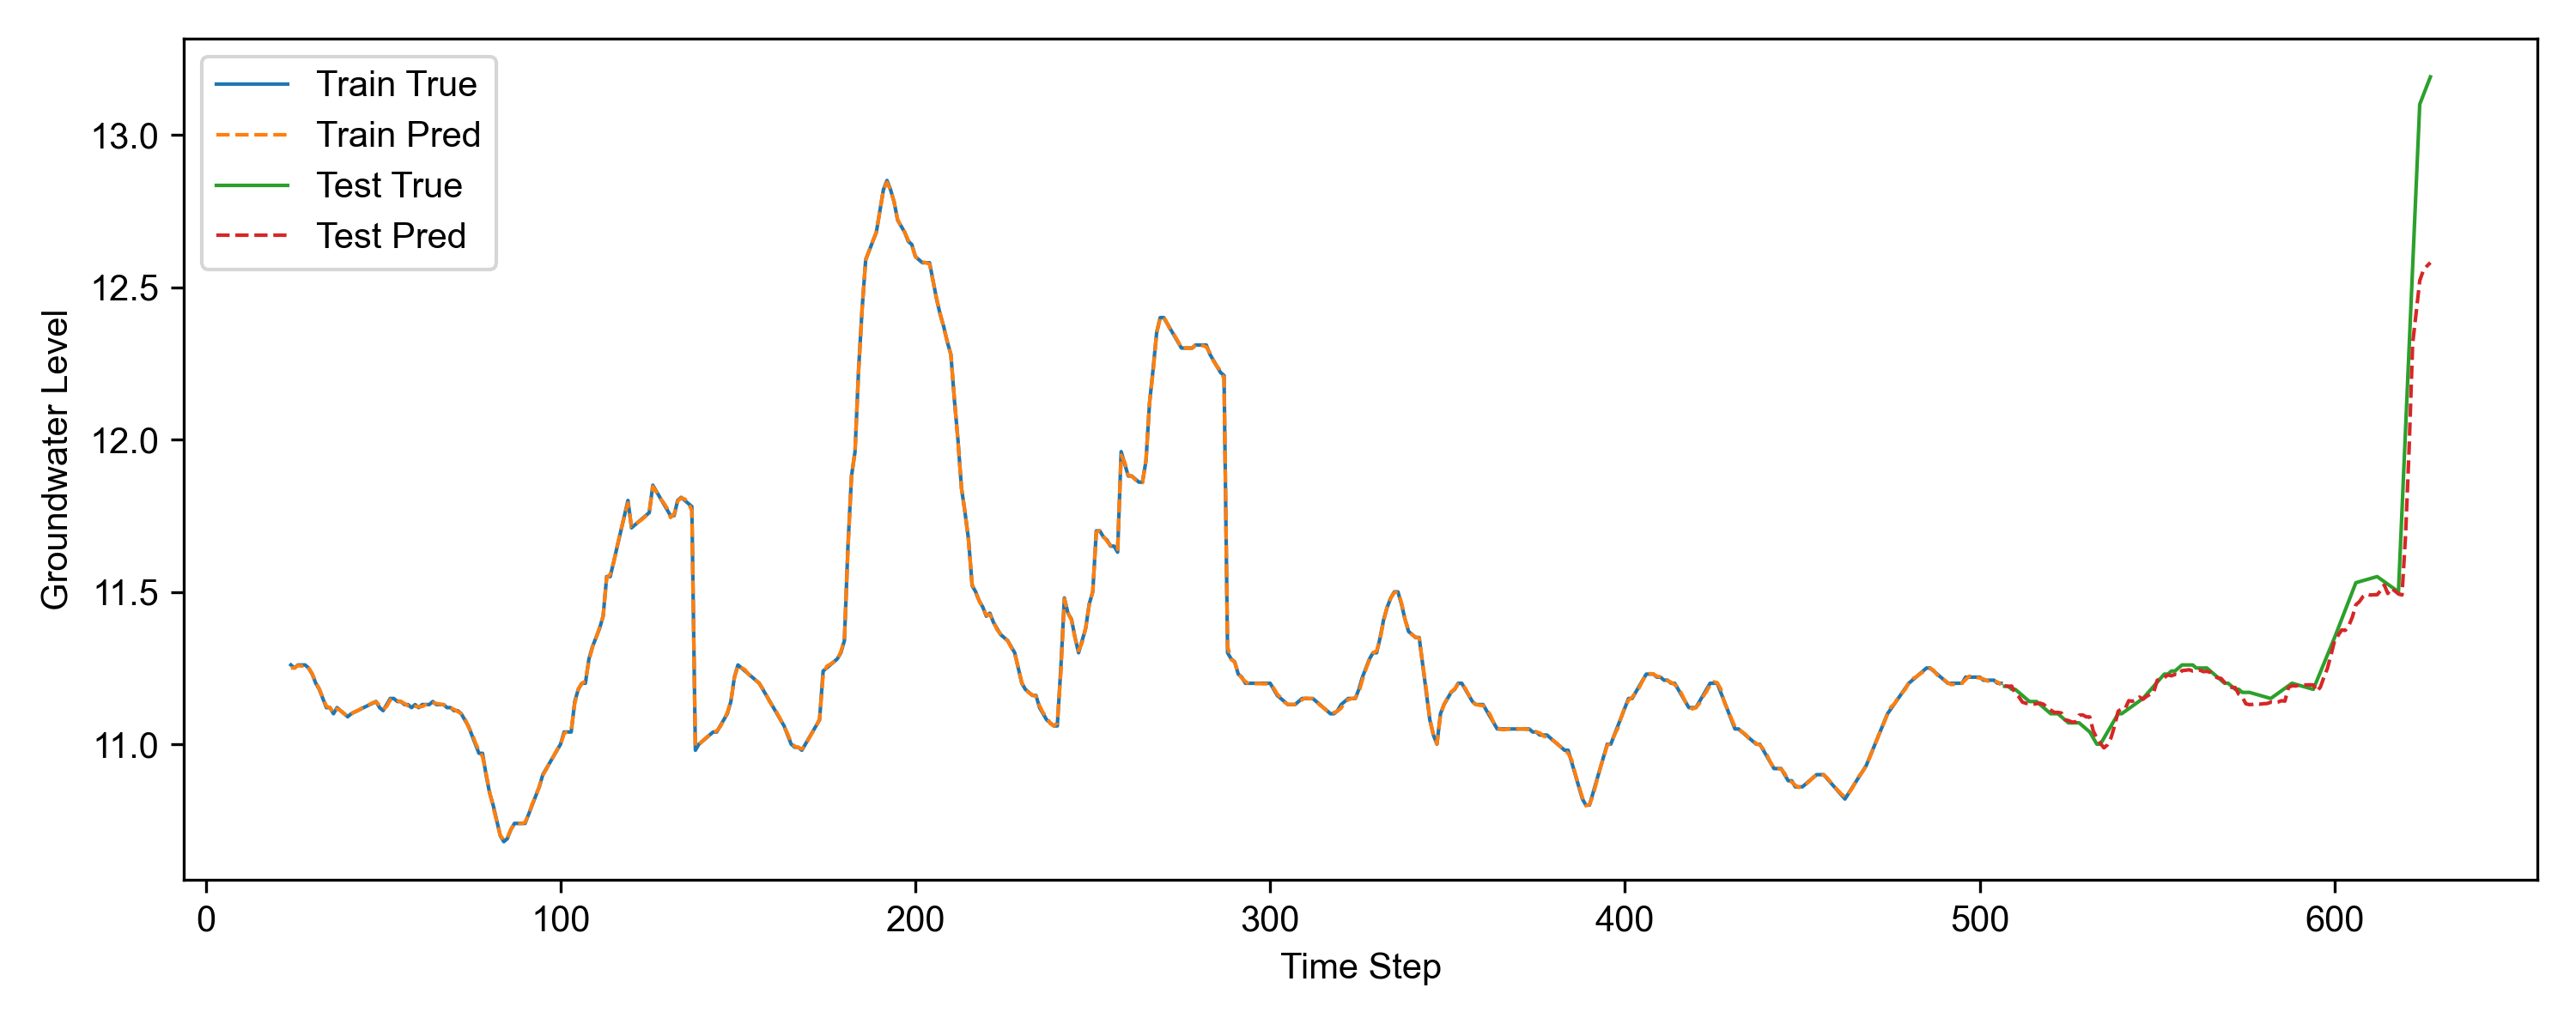 Train True
Train Pred
Test True
Test Pred
13.0
12.5
12.0
11.5
11.0
Groundwater Level
0 100 200 300 400 500 600
Time Step